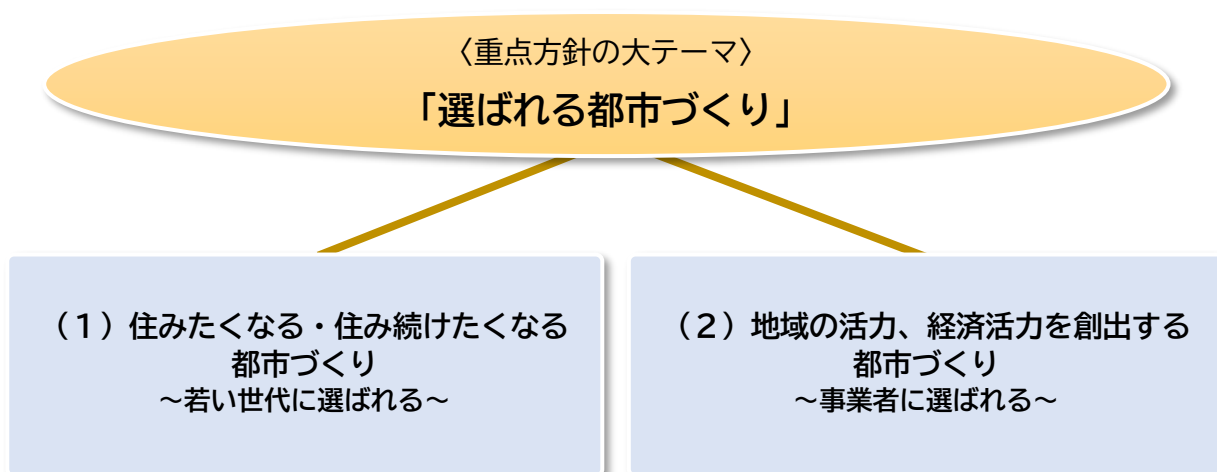 〈重点方針の大テーマ〉
「選ばれる都市づくり」
（１）住みたくなる・住み続けたくなる
都市づくり
～若い世代に選ばれる～
（２）地域の活力、経済活力を創出する
都市づくり
～事業者に選ばれる～